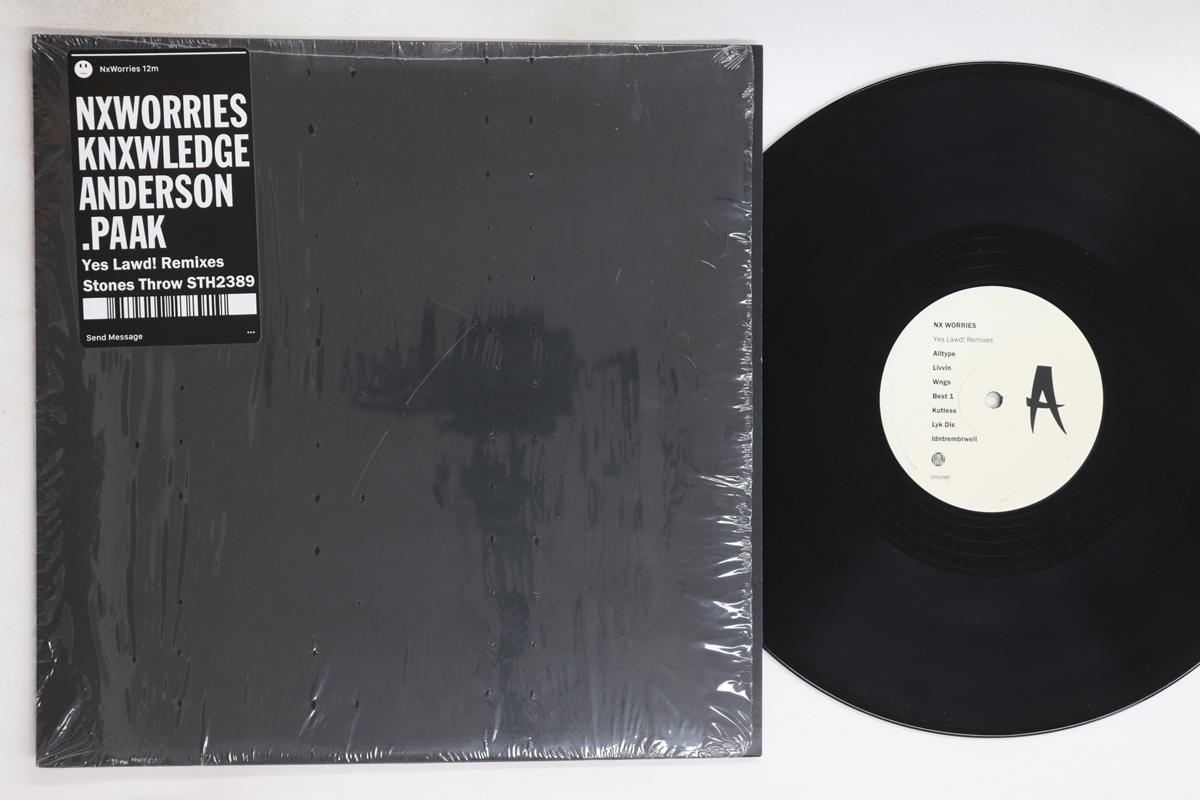 NxWorries 12m
NXWORRIES
KNXWLEDGE
ANDERSON
.PAAK
Yes Lawd! Remixes
Stones Throw STH2389
Send Message
...
NX WORRIES
Yes Lawd! Remixes
Alltype
Livvin
Wngs
Best 1
Kutless
Lyk Dis
Idntrembrwell
STH2389
A